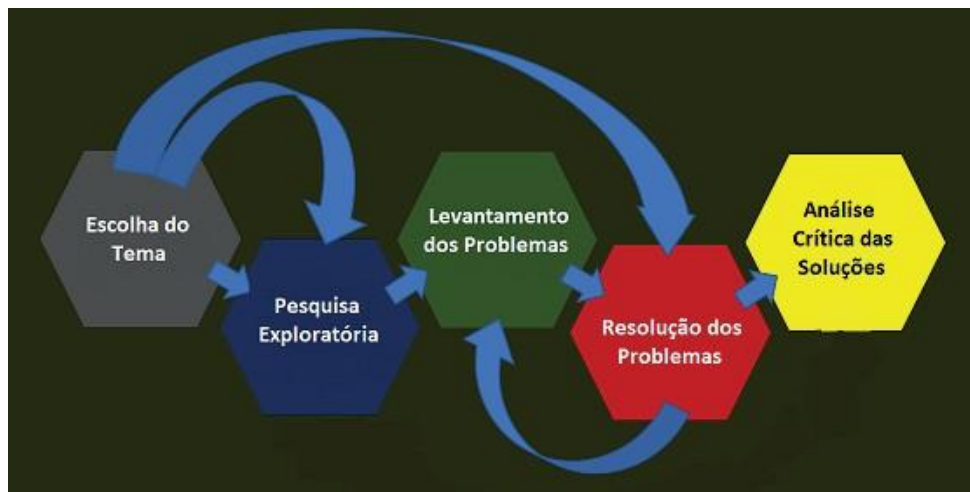 Escolha do
Tema
Pesquisa
Exploratória
Levantamento
dos Problemas
Resolução dos
Problemas
Análise
Crítica das
Soluções